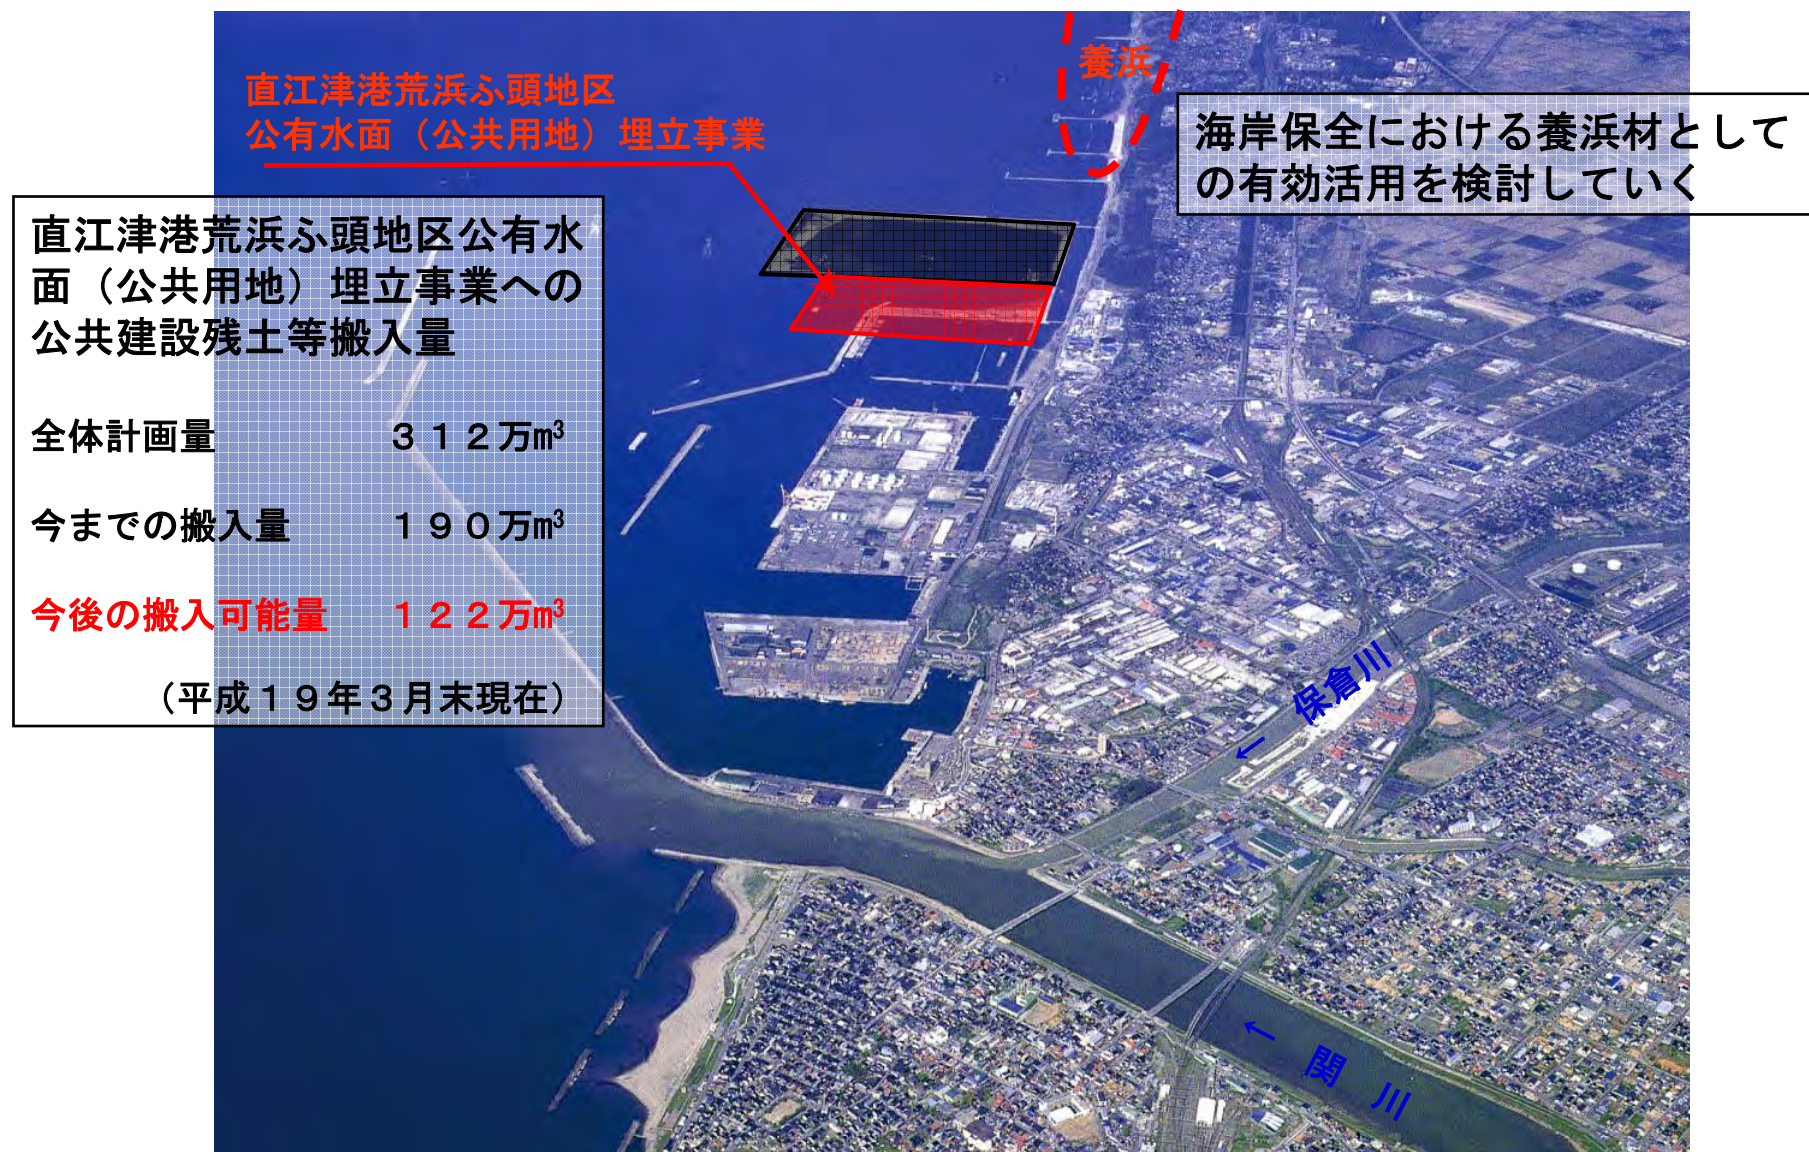 直江津港荒浜ふ頭地区
公有水面（公共用地）埋立事業
養浜
海岸保全における養浜材として
の有効活用を検討していく
直江津港荒浜ふ頭地区公有水
面（公共用地）埋立事業への
公共建設残土等搬入量
全体計画量 ３１２万m³
今までの搬入量 １９０万m³
今後の搬入可能量 １２２万m³
（平成１９年３月末現在）
← 保倉川
← 関川